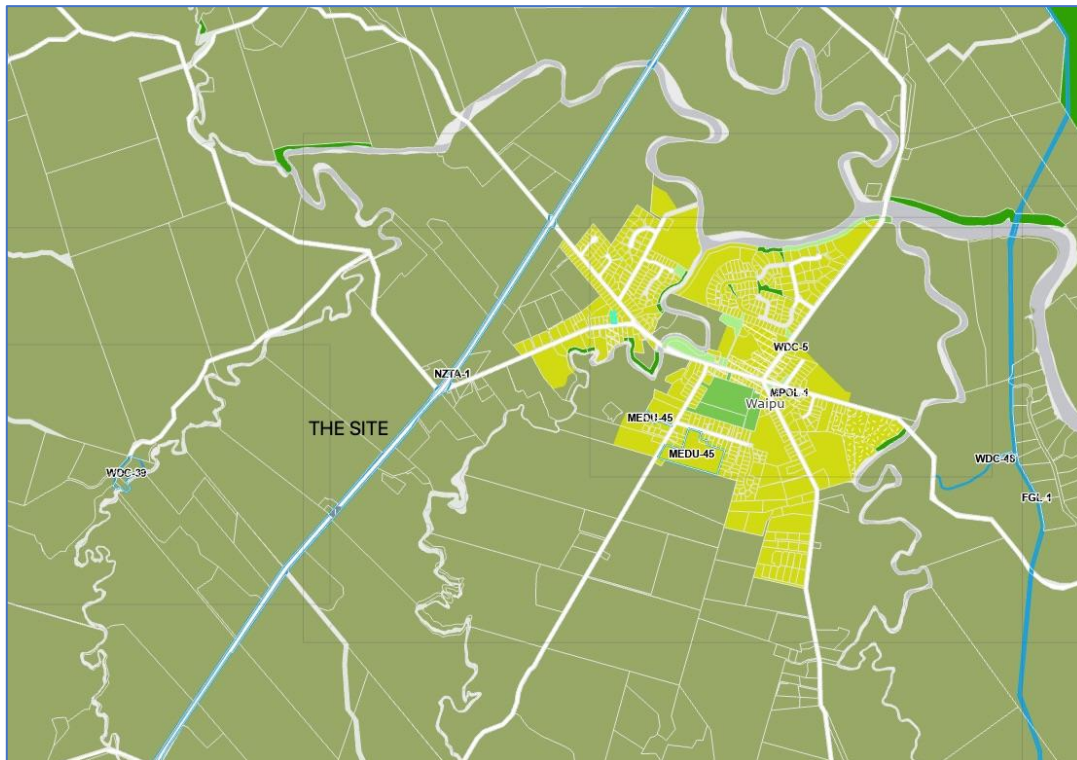 WDC-5
NZTA-1
MPOL-1
Waipu
MEDU-45
THE SITE
MEDU-45
WDC-45
WDC-39
FGL-1